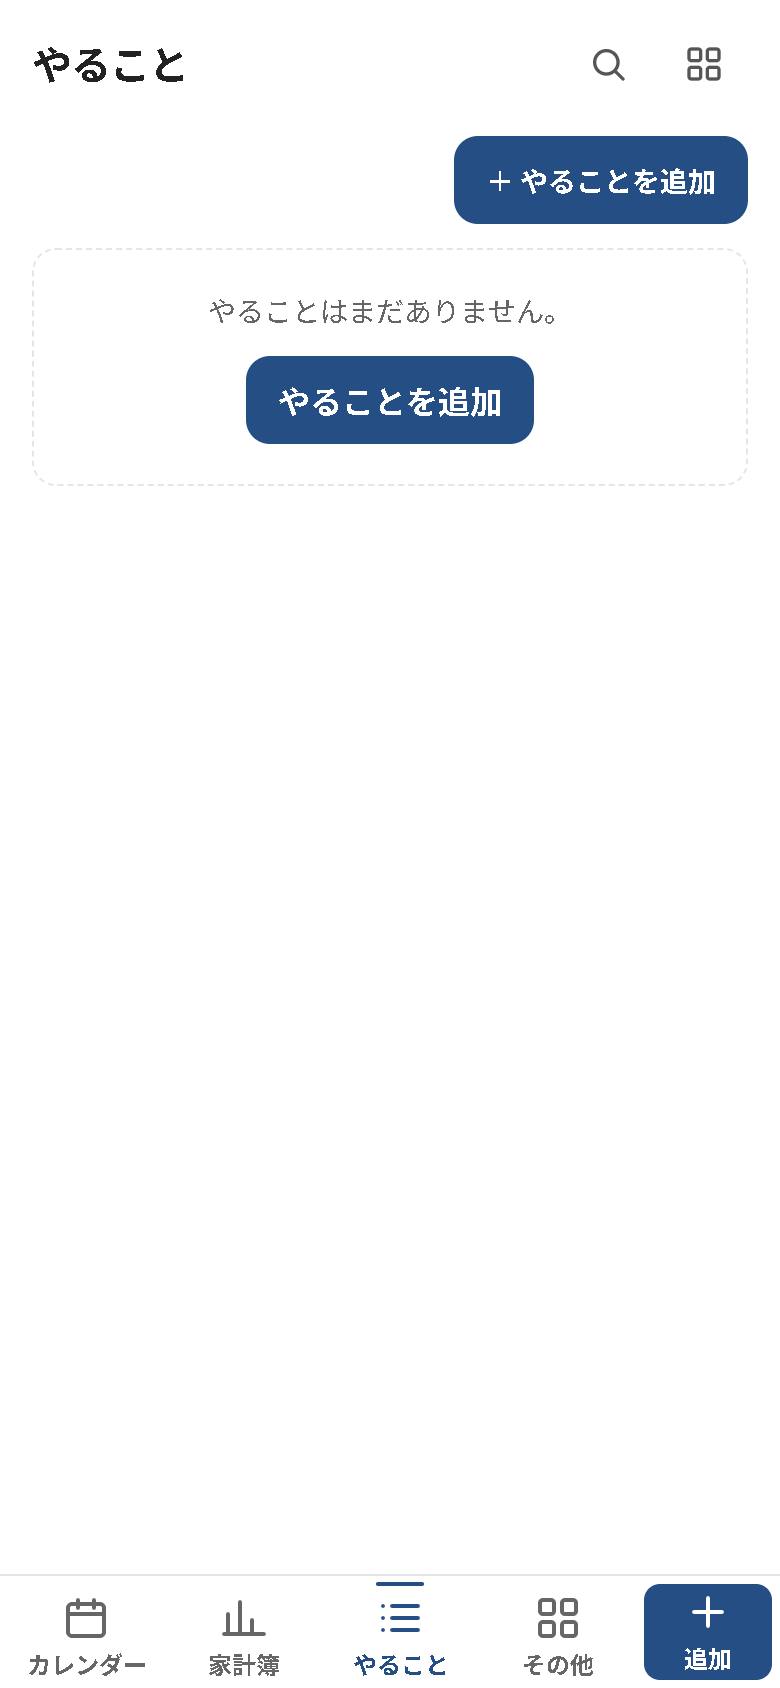 やること
＋ やることを追加
やることはまだありません。
やることを追加
カレンダー
家計簿
やること
その他
追加